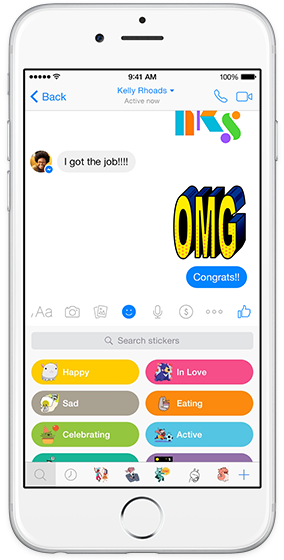 9:41 AM
100%
Back
Kelly Rhoads
Active now
I got the job!!!!
OMG
Congrats!!
Aa
$
Search stickers
Happy
In Love
Sad
Eating
Celebrating
Active